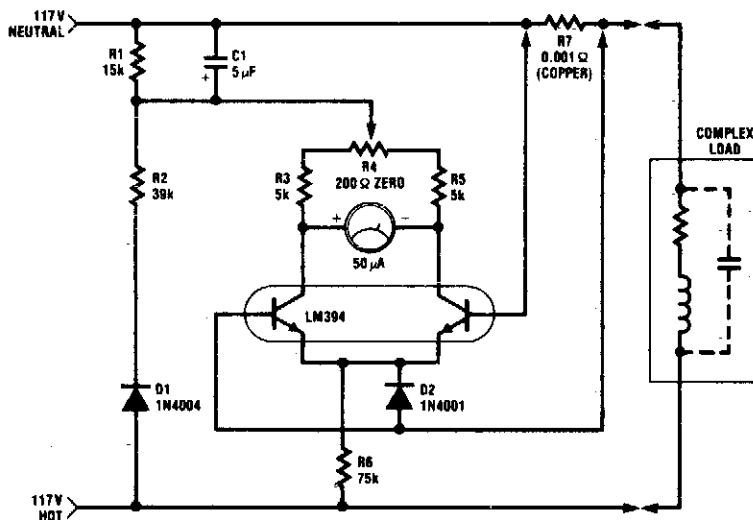 117V
NEUTRAL
R1
15k
C1
+ 5 μF
R7
0.001 Ω
(COPPER)
COMPLEX
LOAD
R4
200 Ω ZERO
R2
39k
R3
5k
R5
5k
+
−
50 μA
LM394
D1
1N4004
D2
1N4001
R6
75k
117V
HOT